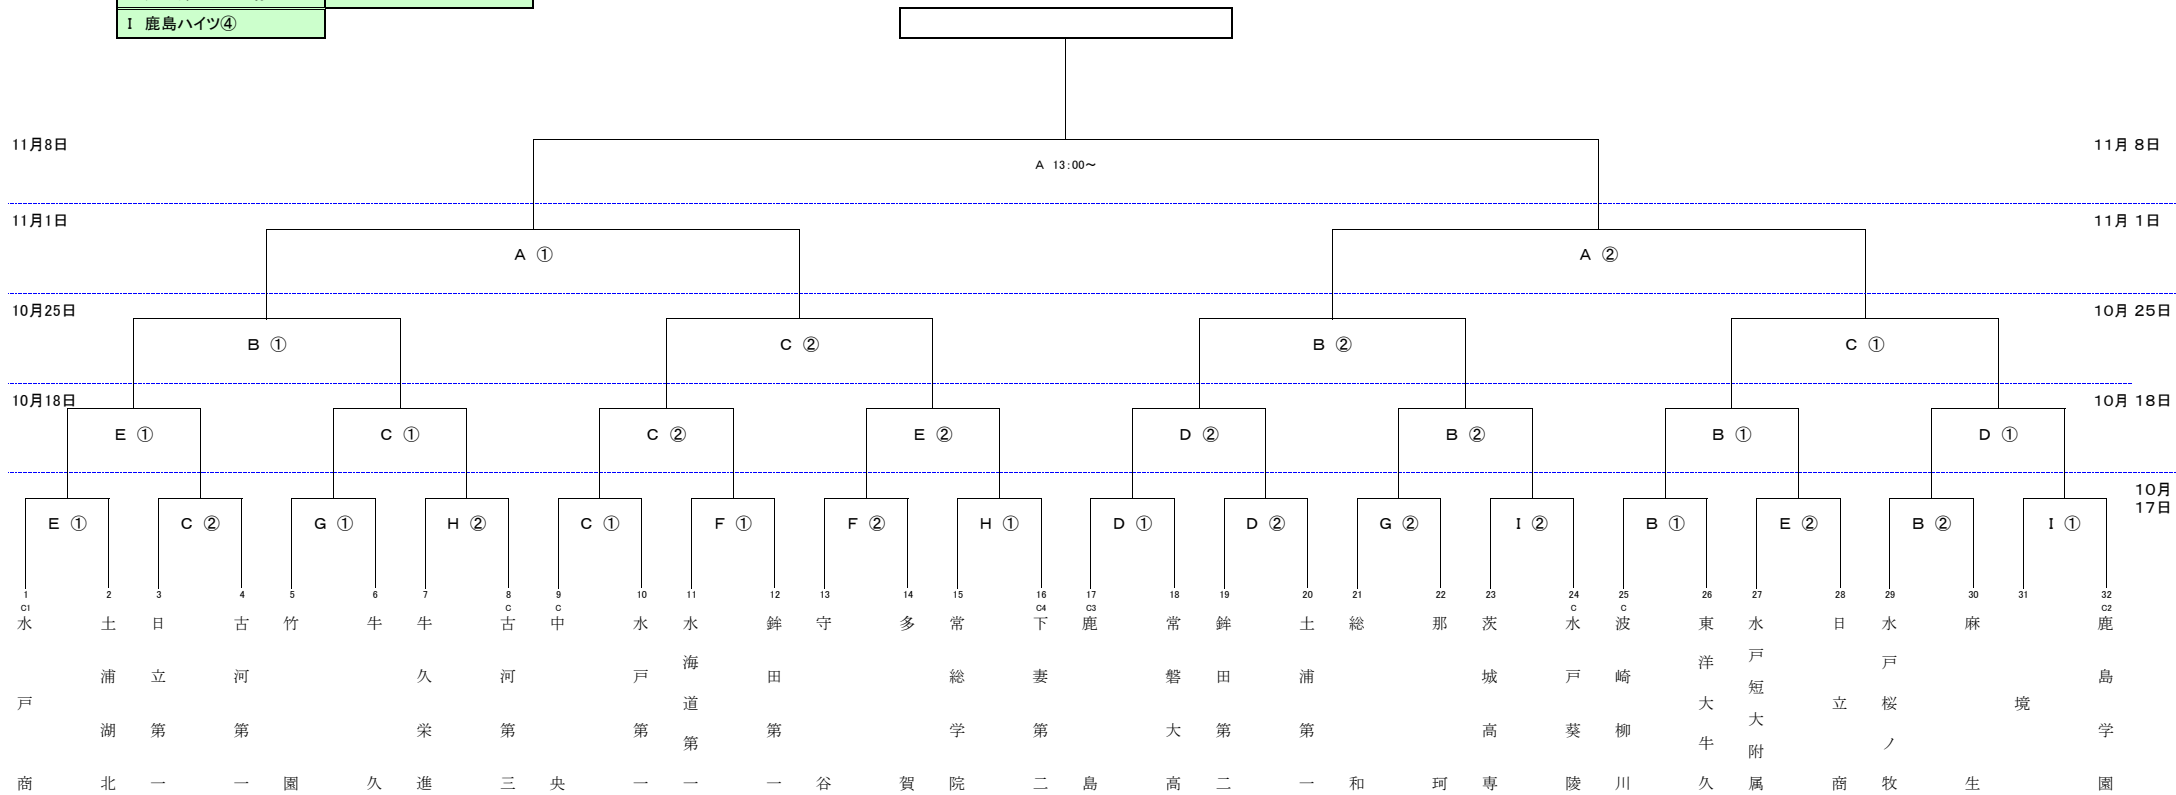 I 鹿島ハイツ④
11月8日
11月 8日
A 13:00～
11月1日
11月 1日
A ①
A ②
10月25日
10月 25日
B ①
C ②
B ②
C ①
10月18日
10月 18日
E ①
C ①
C ②
E ②
D ②
B ②
B ①
D ①
10月
17日
E ①
C ②
G ①
H ②
C ①
F ①
F ②
H ①
D ①
D ②
G ②
I ②
B ①
E ②
B ②
I ①
1 C1 水戸商
2 土浦湖北
3 日立第一
4 古河第一
5 竹園
6 牛久
7 牛久栄進
8 C 古河第三
9 C 中央
10 水戸第一
11 水海道第一
12 鉾田第一
13 守谷
14 多賀
15 常総学院
16 C4 下妻第二
17 C3 鹿島
18 常磐大高
19 鉾田第二
20 土浦第一
21 総和
22 那珂
23 茨城高専
24 C 水戸葵陵
25 C 波崎柳川
26 東洋大牛久
27 水戸短大附属
28 日立商
29 水戸桜ノ牧
30 麻生
31 境
32 C2 鹿島学園